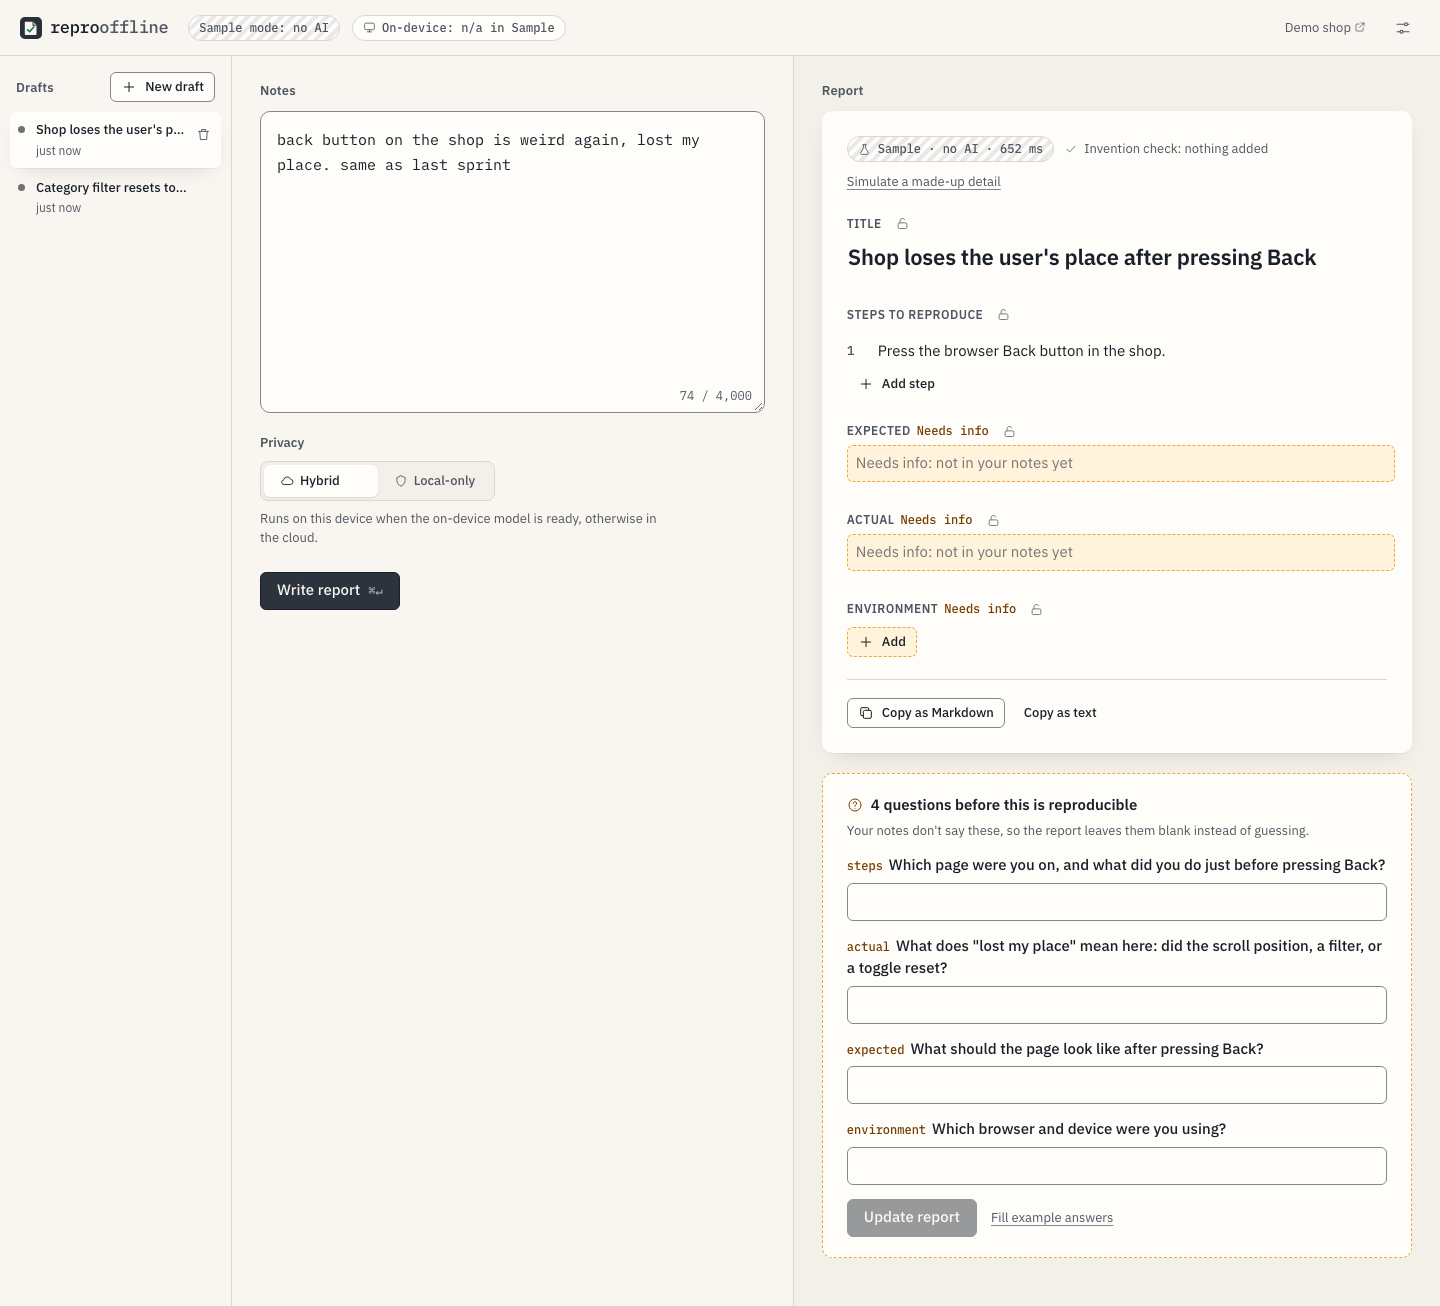 reprooffline
Sample mode: no AI
On-device: n/a in Sample
Demo shop
Drafts
New draft
Shop loses the user's p...
just now
Category filter resets to...
just now
Notes
back button on the shop is weird again, lost my
place. same as last sprint
74 / 4,000
Privacy
Hybrid
Local-only
Runs on this device when the on-device model is ready, otherwise in
the cloud.
Write report ⌘↵
Report
Sample · no AI · 652 ms
Invention check: nothing added
Simulate a made-up detail
TITLE
Shop loses the user's place after pressing Back
STEPS TO REPRODUCE
1 Press the browser Back button in the shop.
Add step
EXPECTED Needs info
Needs info: not in your notes yet
ACTUAL Needs info
Needs info: not in your notes yet
ENVIRONMENT Needs info
Add
Copy as Markdown
Copy as text
4 questions before this is reproducible
Your notes don't say these, so the report leaves them blank instead of guessing.
steps Which page were you on, and what did you do just before pressing Back?
actual What does "lost my place" mean here: did the scroll position, a filter, or
a toggle reset?
expected What should the page look like after pressing Back?
environment Which browser and device were you using?
Update report
Fill example answers